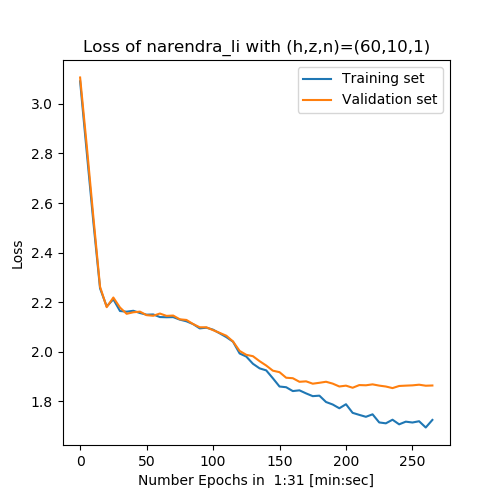 Loss of narendra_li with (h,z,n)=(60,10,1)
Training set
Validation set
3.0
2.8
2.6
2.4
2.2
2.0
1.8
Loss
0 50 100 150 200 250
Number Epochs in  1:31 [min:sec]